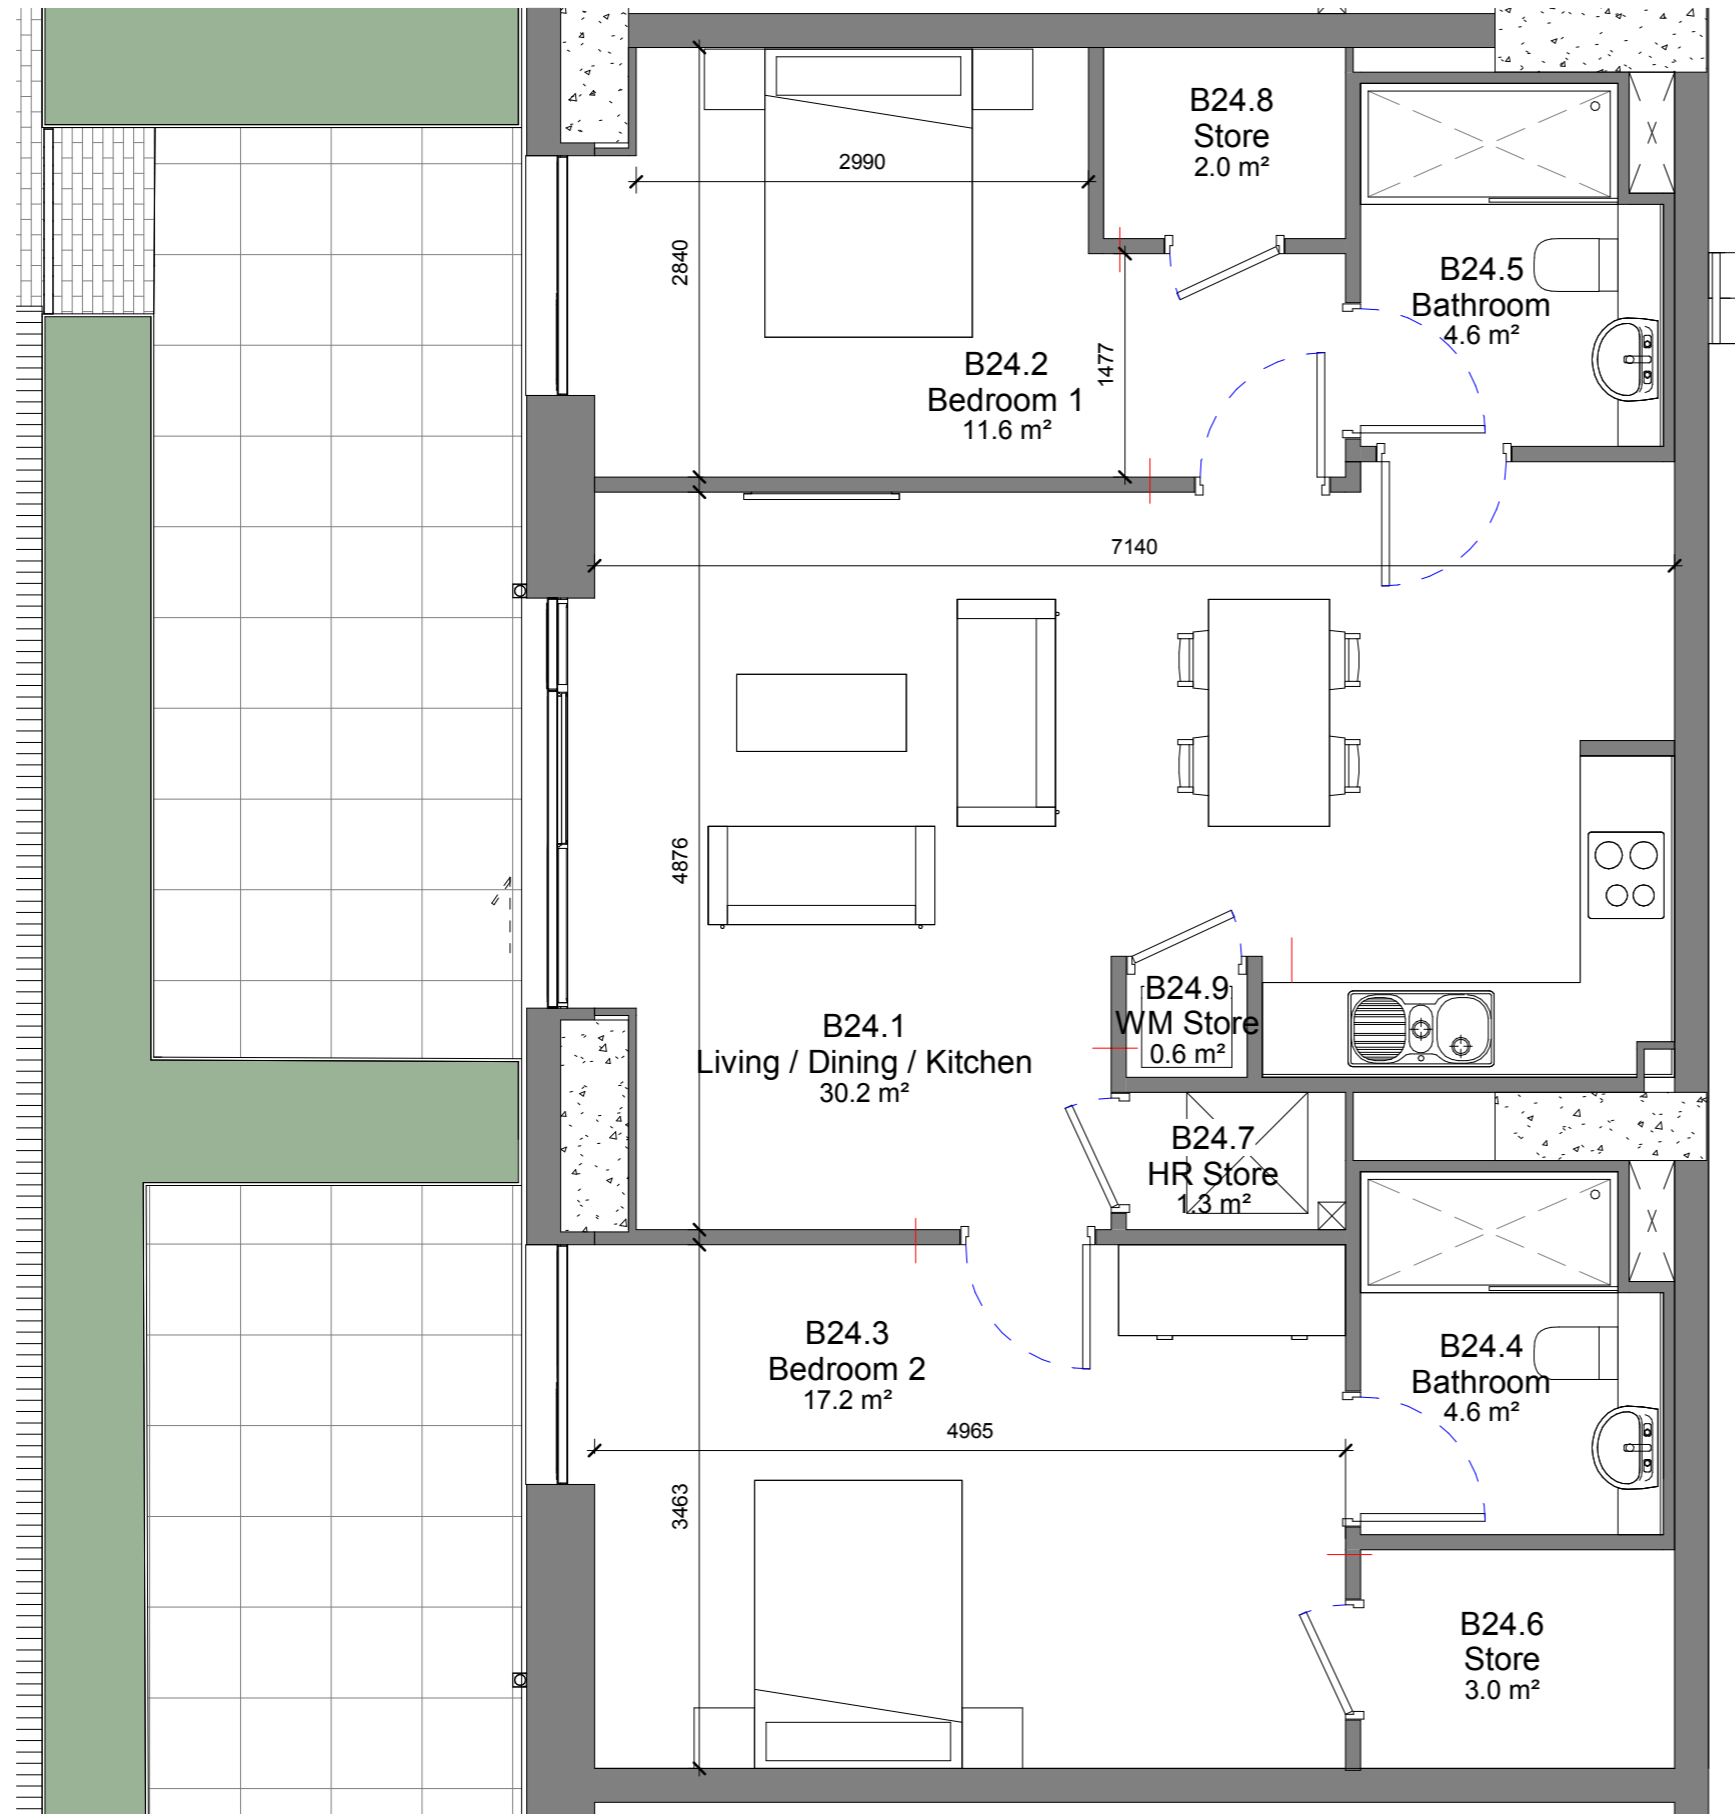 B24.8
Store
2.0 m²
2990
2840
B24.5
Bathroom
4.6 m²
B24.2
Bedroom 1
11.6 m²
1477
7140
4876
B24.9
WM Store
0.6 m²
B24.1
Living / Dining / Kitchen
30.2 m²
B24.7
HR Store
1.3 m²
B24.3
Bedroom 2
17.2 m²
B24.4
Bathroom
4.6 m²
4965
3463
B24.6
Store
3.0 m²